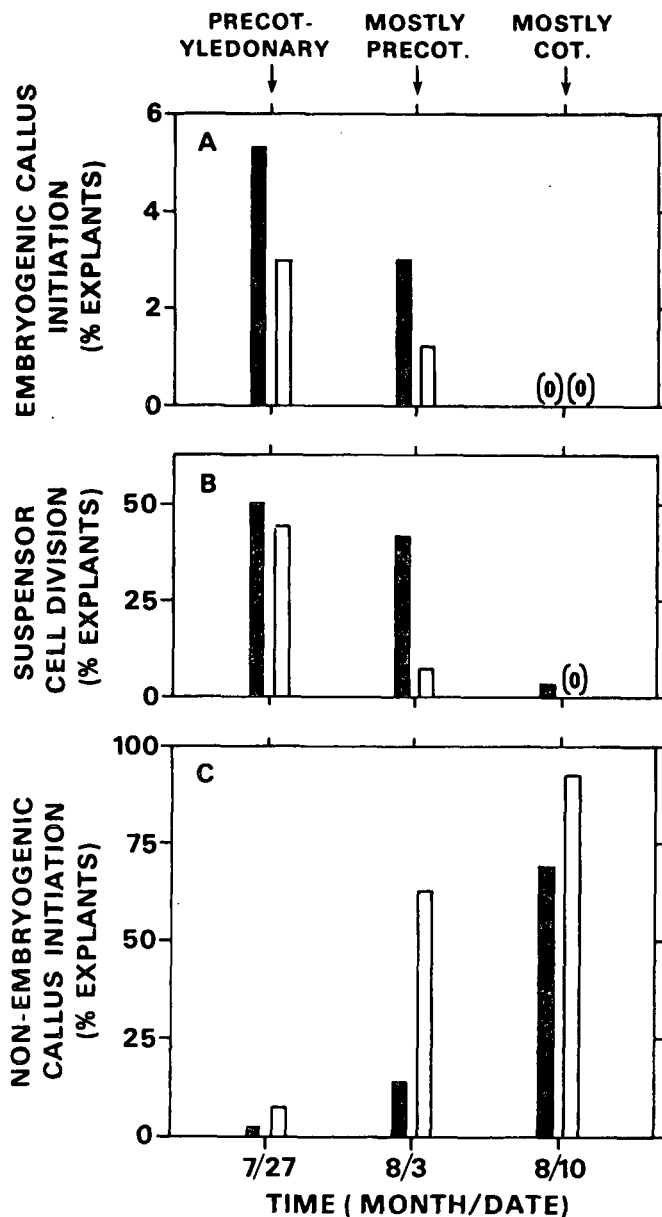 PRECOT-
YLEDONARY
MOSTLY
PRECOT.
MOSTLY
COT.
A
EMBRYOGENIC CALLUS
INITIATION
(% EXPLANTS)
6
4
2
0
(0) (0)
B
SUSPENSOR
CELL DIVISION
(% EXPLANTS)
50
25
0
(0)
C
NON-EMBRYOGENIC
CALLUS INITIATION
(% EXPLANTS)
100
75
50
25
0
7/27
8/3
8/10
TIME (MONTH/DATE)